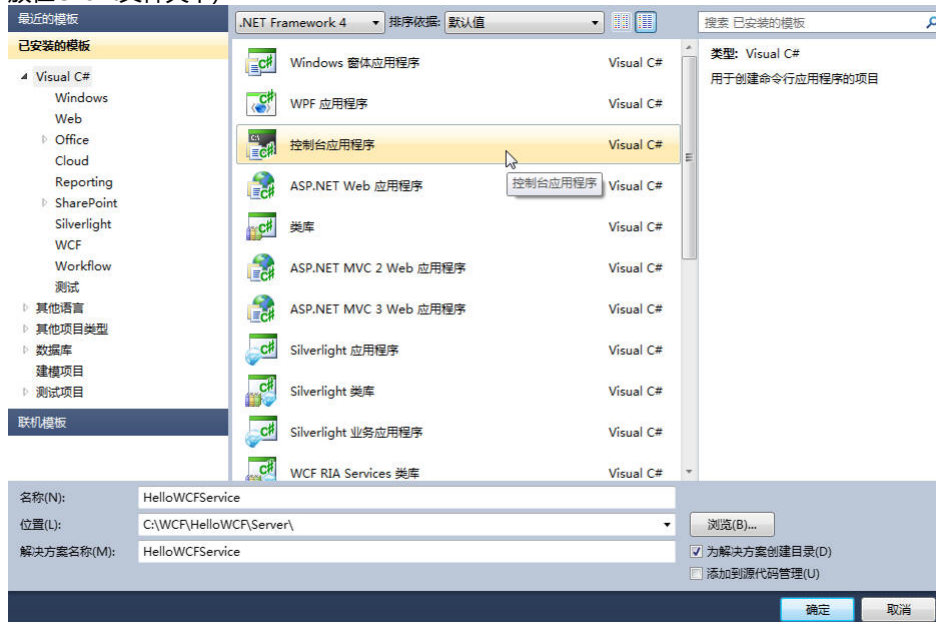 最近的模板
.NET Framework 4
排序依据: 默认值
搜索 已安装的模板
已安装的模板
Visual C#
Windows
Web
Office
Cloud
Reporting
SharePoint
Silverlight
WCF
Workflow
测试
其他语言
其他项目类型
数据库
建模项目
测试项目
联机模板
Windows 窗体应用程序 Visual C#
WPF 应用程序 Visual C#
控制台应用程序 Visual C#
控制台应用程序
ASP.NET Web 应用程序 Visual C#
类库 Visual C#
ASP.NET MVC 2 Web 应用程序 Visual C#
ASP.NET MVC 3 Web 应用程序 Visual C#
Silverlight 应用程序 Visual C#
Silverlight 类库 Visual C#
Silverlight 业务应用程序 Visual C#
WCF RIA Services 类库 Visual C#
类型: Visual C#
用于创建命令行应用程序的项目
名称(N): HelloWCFService
位置(L): C:\WCF\HelloWCF\Server\
浏览(B)...
解决方案名称(M): HelloWCFService
为解决方案创建目录(D)
添加到源代码管理(U)
确定 取消